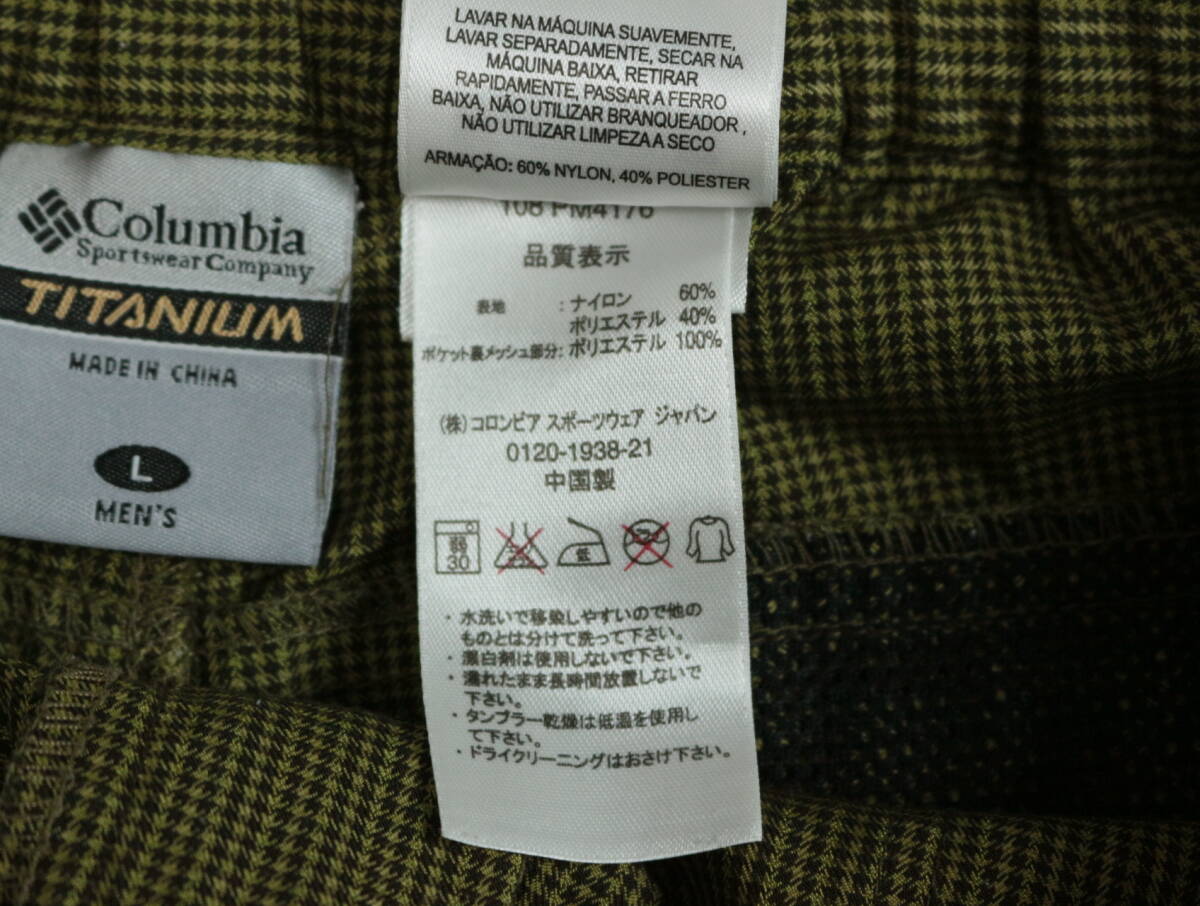 LAVAR NA MÁQUINA SUAVEMENTE,
LAVAR SEPARADAMENTE, SECAR NA
MÁQUINA BAIXA, RETIRAR
RAPIDAMENTE, PASSAR A FERRO
BAIXA, NÃO UTILIZAR BRANQUEADOR,
NÃO UTILIZAR LIMPEZA A SECO
ARMAÇÃO: 60% NYLON, 40% POLIESTER
Columbia
Sportswear Company
TITANIUM
MADE IN CHINA
L
MEN'S
108 PM4176
品質表示
表地 : ナイロン 60%
ポリエステル 40%
ポケット裏メッシュ部分: ポリエステル 100%
(株)コロンビア スポーツウェア ジャパン
0120-1938-21
中国製
弱
30
低
・水洗いで移染しやすいので他の
ものとは分けて洗って下さい。
・漂白剤は使用しないで下さい。
・濡れたまま長時間放置しないで
下さい。
・タンブラー乾燥は低温を使用し
て下さい。
・ドライクリーニングはおさけ下さい。